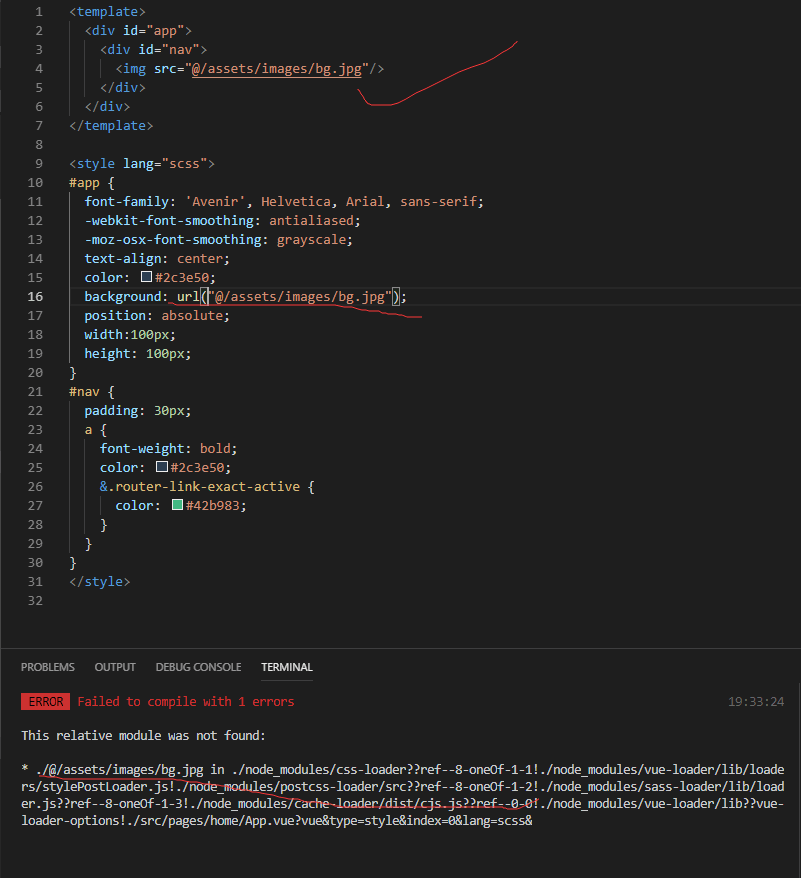 1 <template>
2 <div id="app">
3 <div id="nav">
4 <img src="@/assets/images/bg.jpg"/>
5 </div>
6 </div>
7 </template>
8
9 <style lang="scss">
10 #app {
11 font-family: 'Avenir', Helvetica, Arial, sans-serif;
12 -webkit-font-smoothing: antialiased;
13 -moz-osx-font-smoothing: grayscale;
14 text-align: center;
15 color: #2c3e50;
16 background: url("@/assets/images/bg.jpg");
17 position: absolute;
18 width:100px;
19 height: 100px;
20 }
21 #nav {
22 padding: 30px;
23 a {
24 font-weight: bold;
25 color: #2c3e50;
26 &.router-link-exact-active {
27 color: #42b983;
28 }
29 }
30 }
31 </style>
32
PROBLEMS OUTPUT DEBUG CONSOLE TERMINAL
ERROR Failed to compile with 1 errors 19:33:24
This relative module was not found:
* ./@/assets/images/bg.jpg in ./node_modules/css-loader??ref--8-oneOf-1-1!./node_modules/vue-loader/lib/loade
rs/stylePostLoader.js!./node_modules/postcss-loader/src??ref--8-oneOf-1-2!./node_modules/sass-loader/lib/load
er.js??ref--8-oneOf-1-3!./node_modules/cache-loader/dist/cjs.js??ref--0-0!./node_modules/vue-loader/lib??vue-
loader-options!./src/pages/home/App.vue?vue&type=style&index=0&lang=scss&